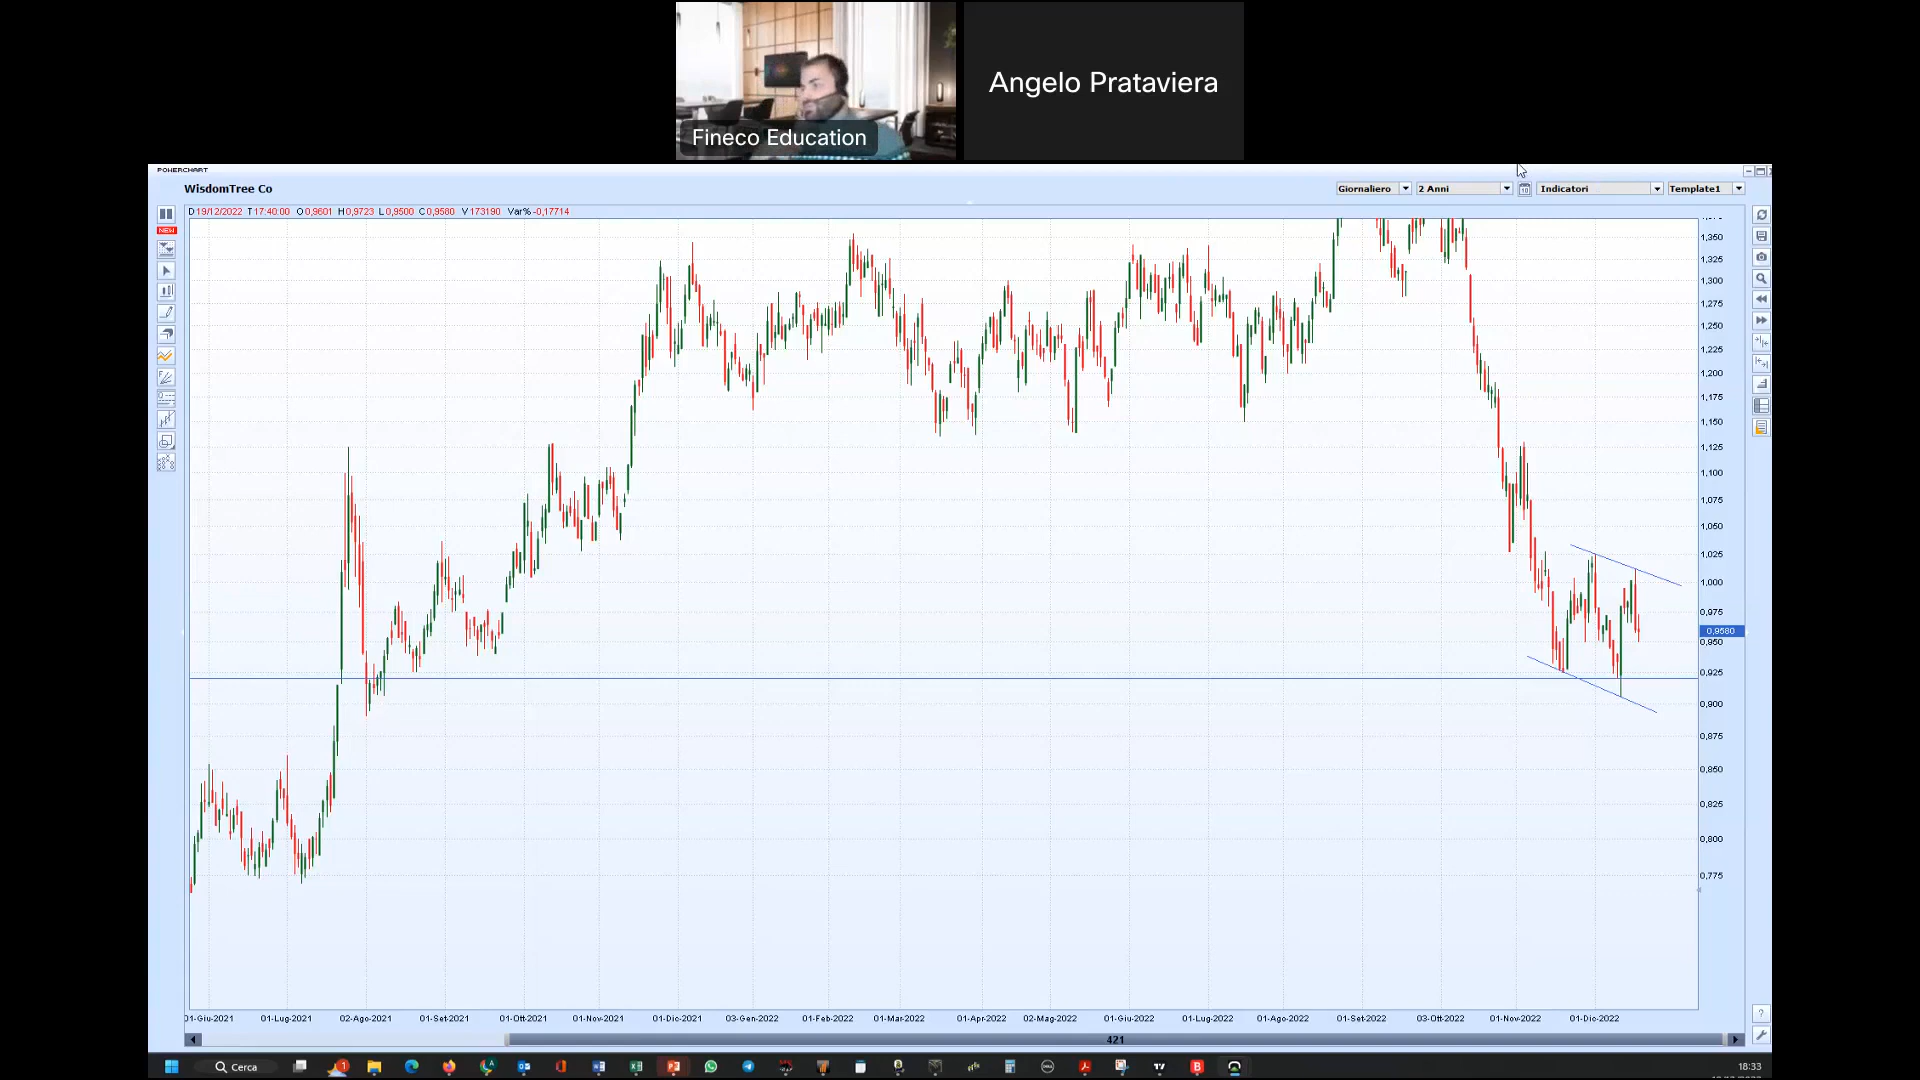 Angelo Prataviera
Fineco Education
POWERCHART
WisdomTree Co
Giornaliero
2 Anni
Indicatori
Template1
D 19/12/2022 T 17:40:00 O 0,9601 H 0,9723 L 0,9500 C 0,9580 V 173190 Var% -0,17714
NEW
1,350
1,325
1,300
1,275
1,250
1,225
1,200
1,175
1,150
1,125
1,100
1,075
1,050
1,025
1,000
0,975
0,9580
0,950
0,925
0,900
0,875
0,850
0,825
0,800
0,775
01-Giu-2021 01-Lug-2021 02-Ago-2021 01-Set-2021 01-Ott-2021 01-Nov-2021 01-Dic-2021 03-Gen-2022 01-Feb-2022 01-Mar-2022 01-Apr-2022 02-Mag-2022 01-Giu-2022 01-Lug-2022 01-Ago-2022 01-Set-2022 03-Ott-2022 01-Nov-2022 01-Dic-2022
421
Cerca
18:33